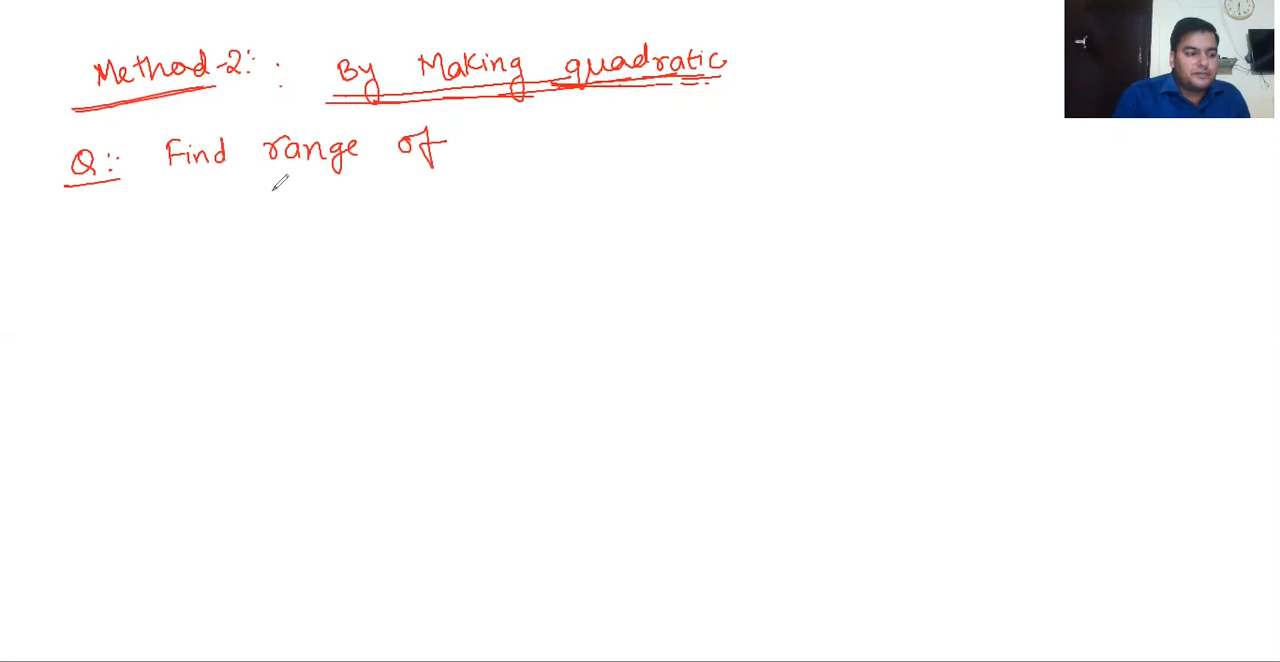 Method-2:- : By Making quadratic
Q:- Find range of